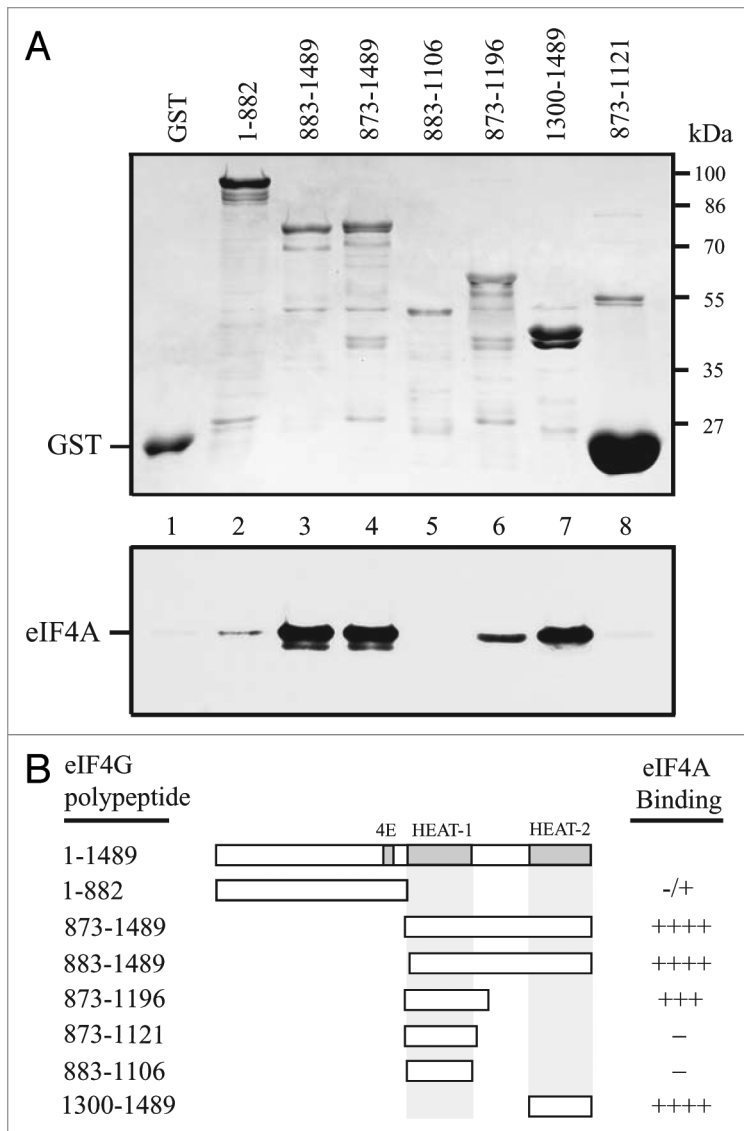 A
GST
1-882
883-1489
873-1489
883-1106
873-1196
1300-1489
873-1121
kDa
100
86
70
55
35
27
GST
1 2 3 4 5 6 7 8
eIF4A
B
eIF4G polypeptide
eIF4A Binding
4E HEAT-1 HEAT-2
1-1489
1-882 -/+
873-1489 ++++
883-1489 ++++
873-1196 +++
873-1121 –
883-1106 –
1300-1489 ++++